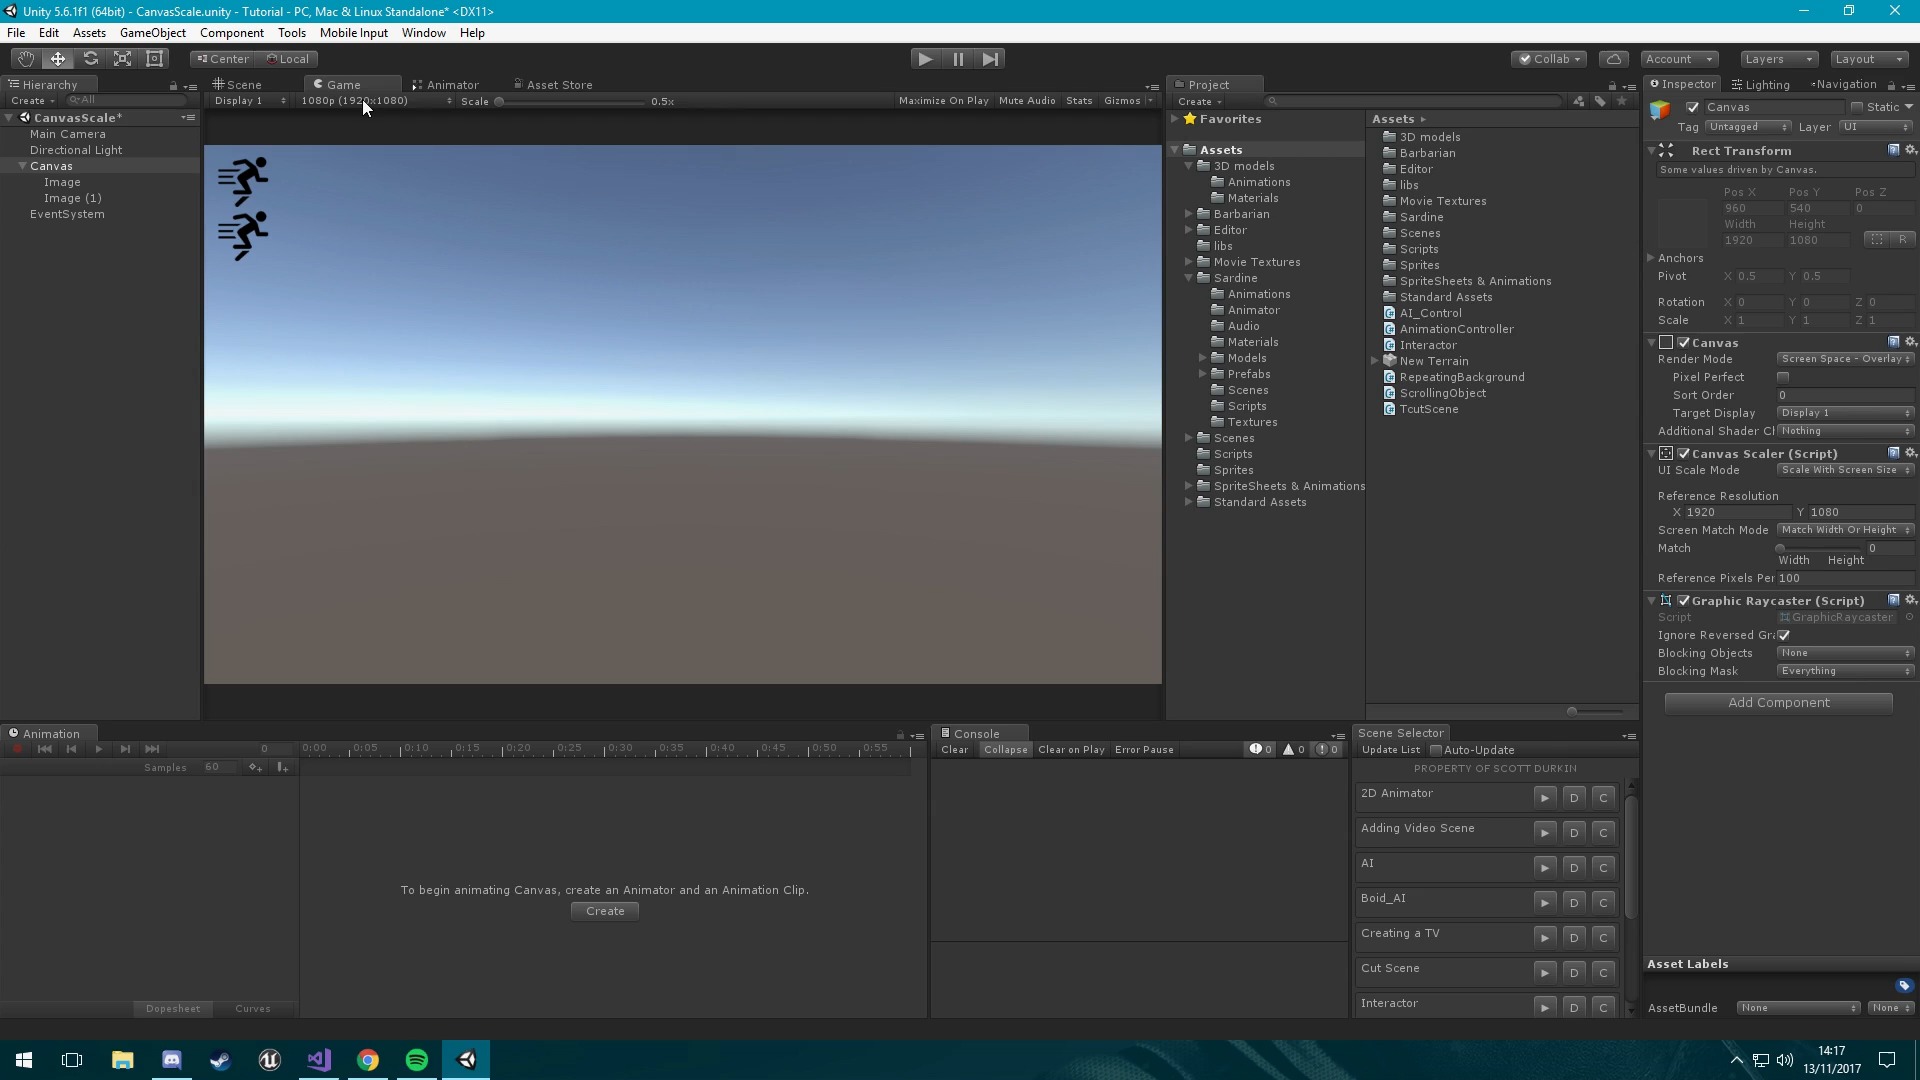 Unity 5.6.1f1 (64bit) - CanvasScale.unity - Tutorial - PC, Mac & Linux Standalone* <DX11>
File Edit Assets GameObject Component Tools Mobile Input Window Help
Center Local
Collab Account Layers Layout
Hierarchy
Create All
CanvasScale*
Main Camera
Directional Light
Canvas
Image
Image (1)
EventSystem
Scene Game Animator Asset Store
Display 1 1080p (1920x1080) Scale 0.5x Maximize On Play Mute Audio Stats Gizmos
Project
Create
Favorites
Assets
3D models
Animations
Materials
Barbarian
Editor
libs
Movie Textures
Sardine
Animations
Animator
Audio
Materials
Models
Prefabs
Scenes
Scripts
Textures
Scenes
Scripts
Sprites
SpriteSheets & Animations
Standard Assets
Assets
3D models
Barbarian
Editor
libs
Movie Textures
Sardine
Scenes
Scripts
Sprites
SpriteSheets & Animations
Standard Assets
AI_Control
AnimationController
Interactor
New Terrain
RepeatingBackground
ScrollingObject
TcutScene
Inspector Lighting Navigation
Canvas Static
Tag Untagged Layer UI
Rect Transform
Some values driven by Canvas.
Pos X Pos Y Pos Z
960 540 0
Width Height
1920 1080 R
Anchors
Pivot X 0.5 Y 0.5
Rotation X 0 Y 0 Z 0
Scale X 1 Y 1 Z 1
Canvas
Render Mode Screen Space - Overlay
Pixel Perfect
Sort Order 0
Target Display Display 1
Additional Shader Ch Nothing
Canvas Scaler (Script)
UI Scale Mode Scale With Screen Size
Reference Resolution
X 1920 Y 1080
Screen Match Mode Match Width Or Height
Match 0
Width Height
Reference Pixels Per 100
Graphic Raycaster (Script)
Script GraphicRaycaster
Ignore Reversed Gra
Blocking Objects None
Blocking Mask Everything
Add Component
Asset Labels
AssetBundle None None
Animation
0 0:00 0:05 0:10 0:15 0:20 0:25 0:30 0:35 0:40 0:45 0:50 0:55
Samples 60
To begin animating Canvas, create an Animator and an Animation Clip.
Create
Dopesheet Curves
Console
Clear Collapse Clear on Play Error Pause 0 0 0
Scene Selector
Update List Auto-Update
PROPERTY OF SCOTT DURKIN
2D Animator D C
Adding Video Scene D C
AI D C
Boid_AI D C
Creating a TV D C
Cut Scene D C
Interactor D C
14:17
13/11/2017